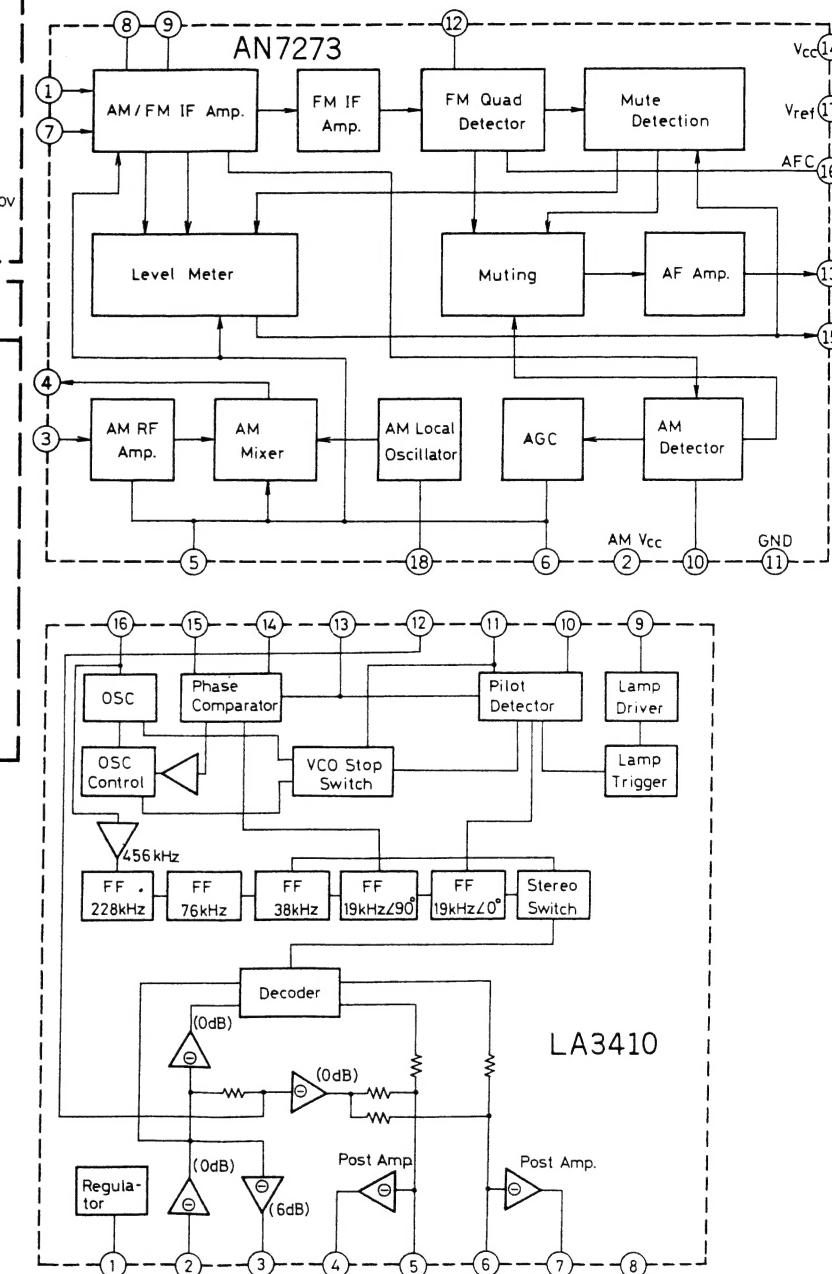 8
9
12
AN7273
Vcc 14
1
AM/FM IF Amp.
FM IF
Amp.
FM Quad
Detector
Mute
Detection
Vref 17
7
AFC 16
0V
Level Meter
Muting
AF Amp.
13
15
4
3
AM RF
Amp.
AM
Mixer
AM Local
Oscillator
AGC
AM
Detector
5
18
6
AM Vcc
2
10
GND
11
16
15
14
13
12
11
10
9
OSC
Phase
Comparator
Pilot
Detector
Lamp
Driver
OSC
Control
VCO Stop
Switch
Lamp
Trigger
456kHz
FF
228kHz
FF
76kHz
FF
38kHz
FF
19kHz∠90°
FF
19kHz∠0°
Stereo
Switch
Decoder
(0dB)
LA3410
(0dB)
(0dB)
Post Amp
Post Amp.
Regula-
tor
(6dB)
1
2
3
4
5
6
7
8